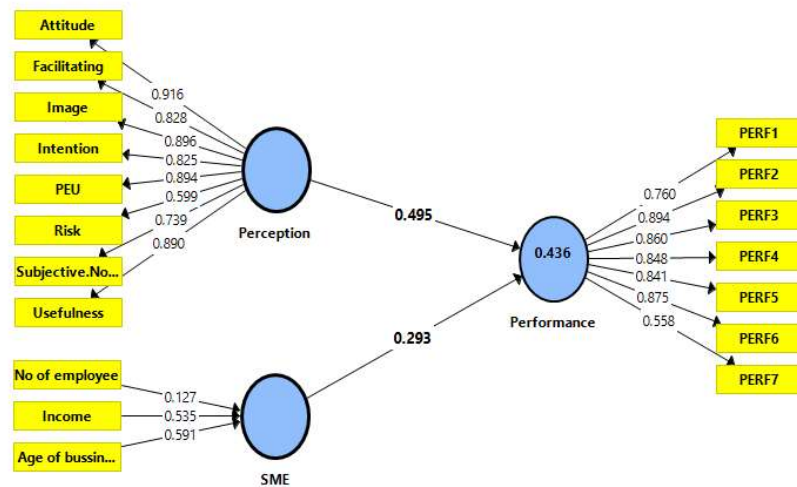 Attitude
Facilitating
Image
Intention
PEU
Risk
Subjective.No...
Usefulness
0.916
0.828
0.896
0.825
0.894
0.599
0.739
0.890
Perception
0.495
No of employee
Income
Age of bussin...
0.127
0.535
0.591
SME
0.293
0.436
Performance
0.760
0.894
0.860
0.848
0.841
0.875
0.558
PERF1
PERF2
PERF3
PERF4
PERF5
PERF6
PERF7